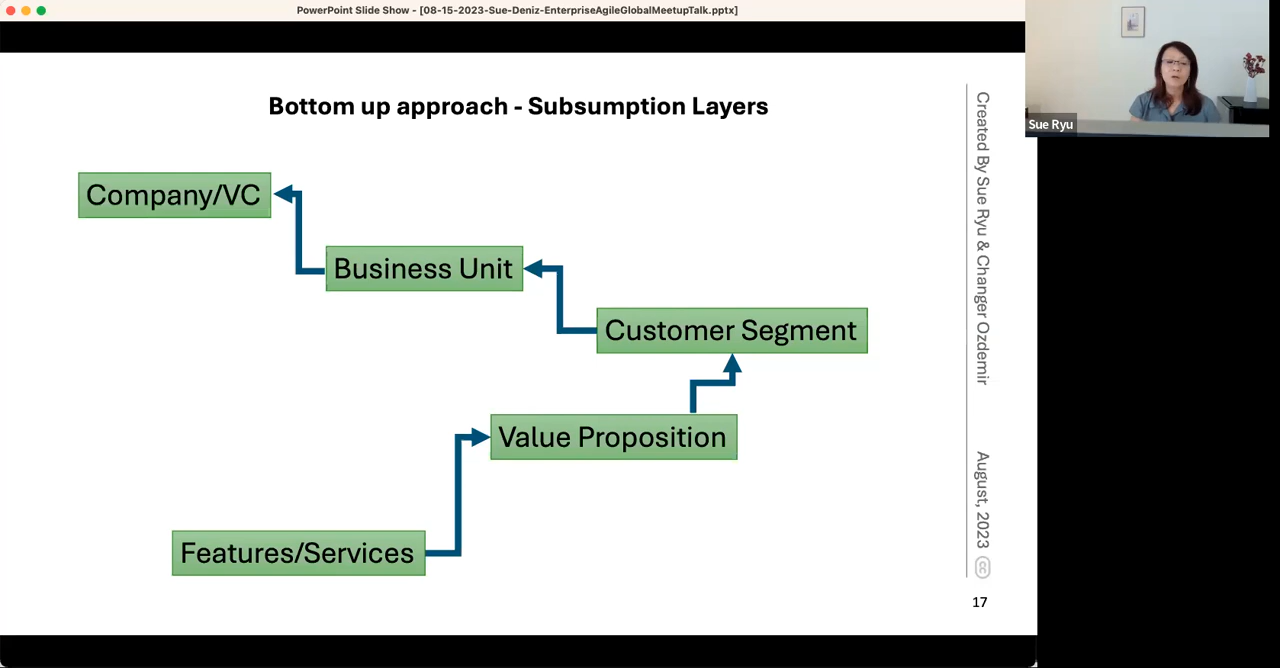 PowerPoint Slide Show - [08-15-2023-Sue-Deniz-EnterpriseAgileGlobalMeetupTalk.pptx]
Bottom up approach - Subsumption Layers
Company/VC
Business Unit
Customer Segment
Value Proposition
Features/Services
Created By Sue Ryu & Changer Ozdemir
August, 2023
cc
17
Sue Ryu